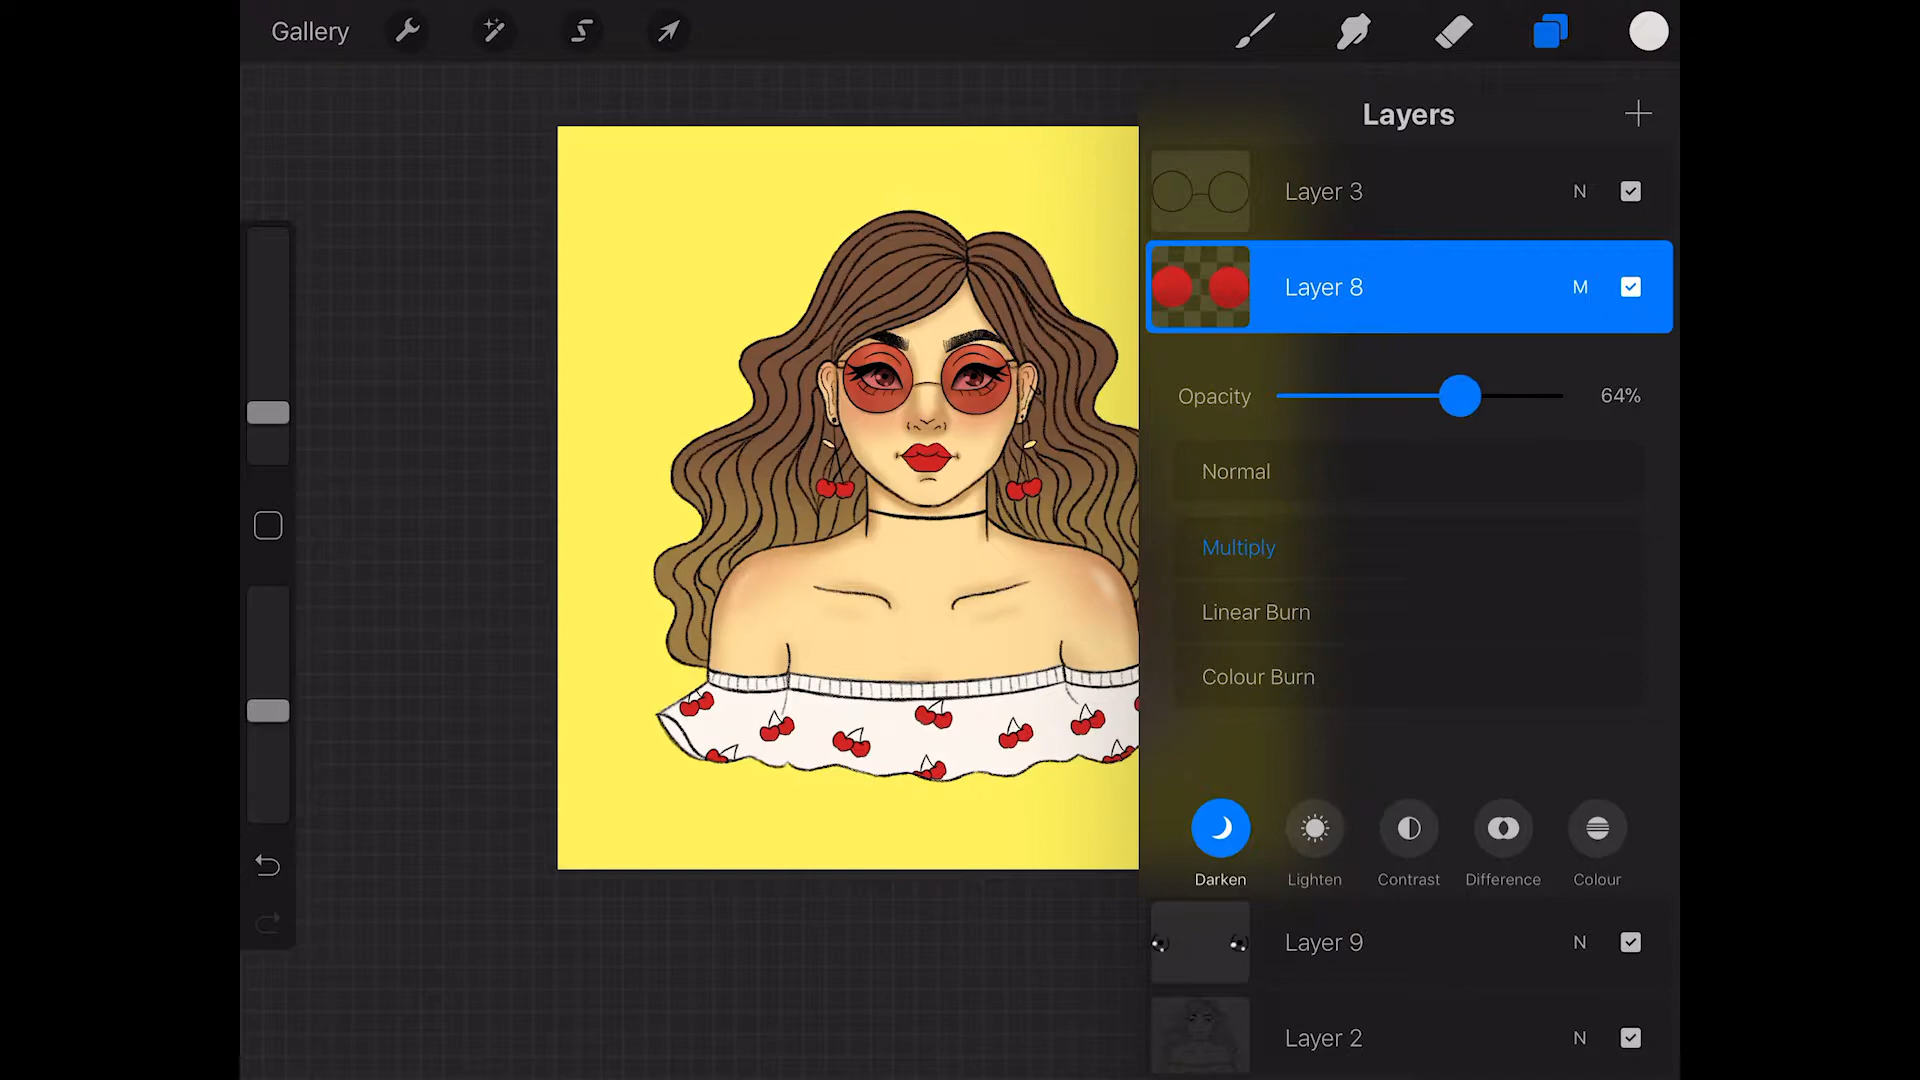 Gallery
Layers
Layer 3 N
Layer 8 M
Opacity 64%
Normal
Multiply
Linear Burn
Colour Burn
Darken Lighten Contrast Difference Colour
Layer 9 N
Layer 2 N